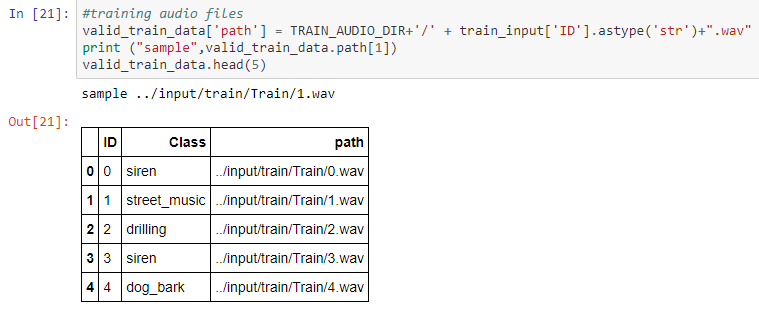 In [21]: #training audio files
valid_train_data['path'] = TRAIN_AUDIO_DIR+'/' + train_input['ID'].astype('str')+".wav"
print ("sample",valid_train_data.path[1])
valid_train_data.head(5)
sample ../input/train/Train/1.wav
Out[21]:
ID Class path
0 0 siren ../input/train/Train/0.wav
1 1 street_music ../input/train/Train/1.wav
2 2 drilling ../input/train/Train/2.wav
3 3 siren ../input/train/Train/3.wav
4 4 dog_bark ../input/train/Train/4.wav